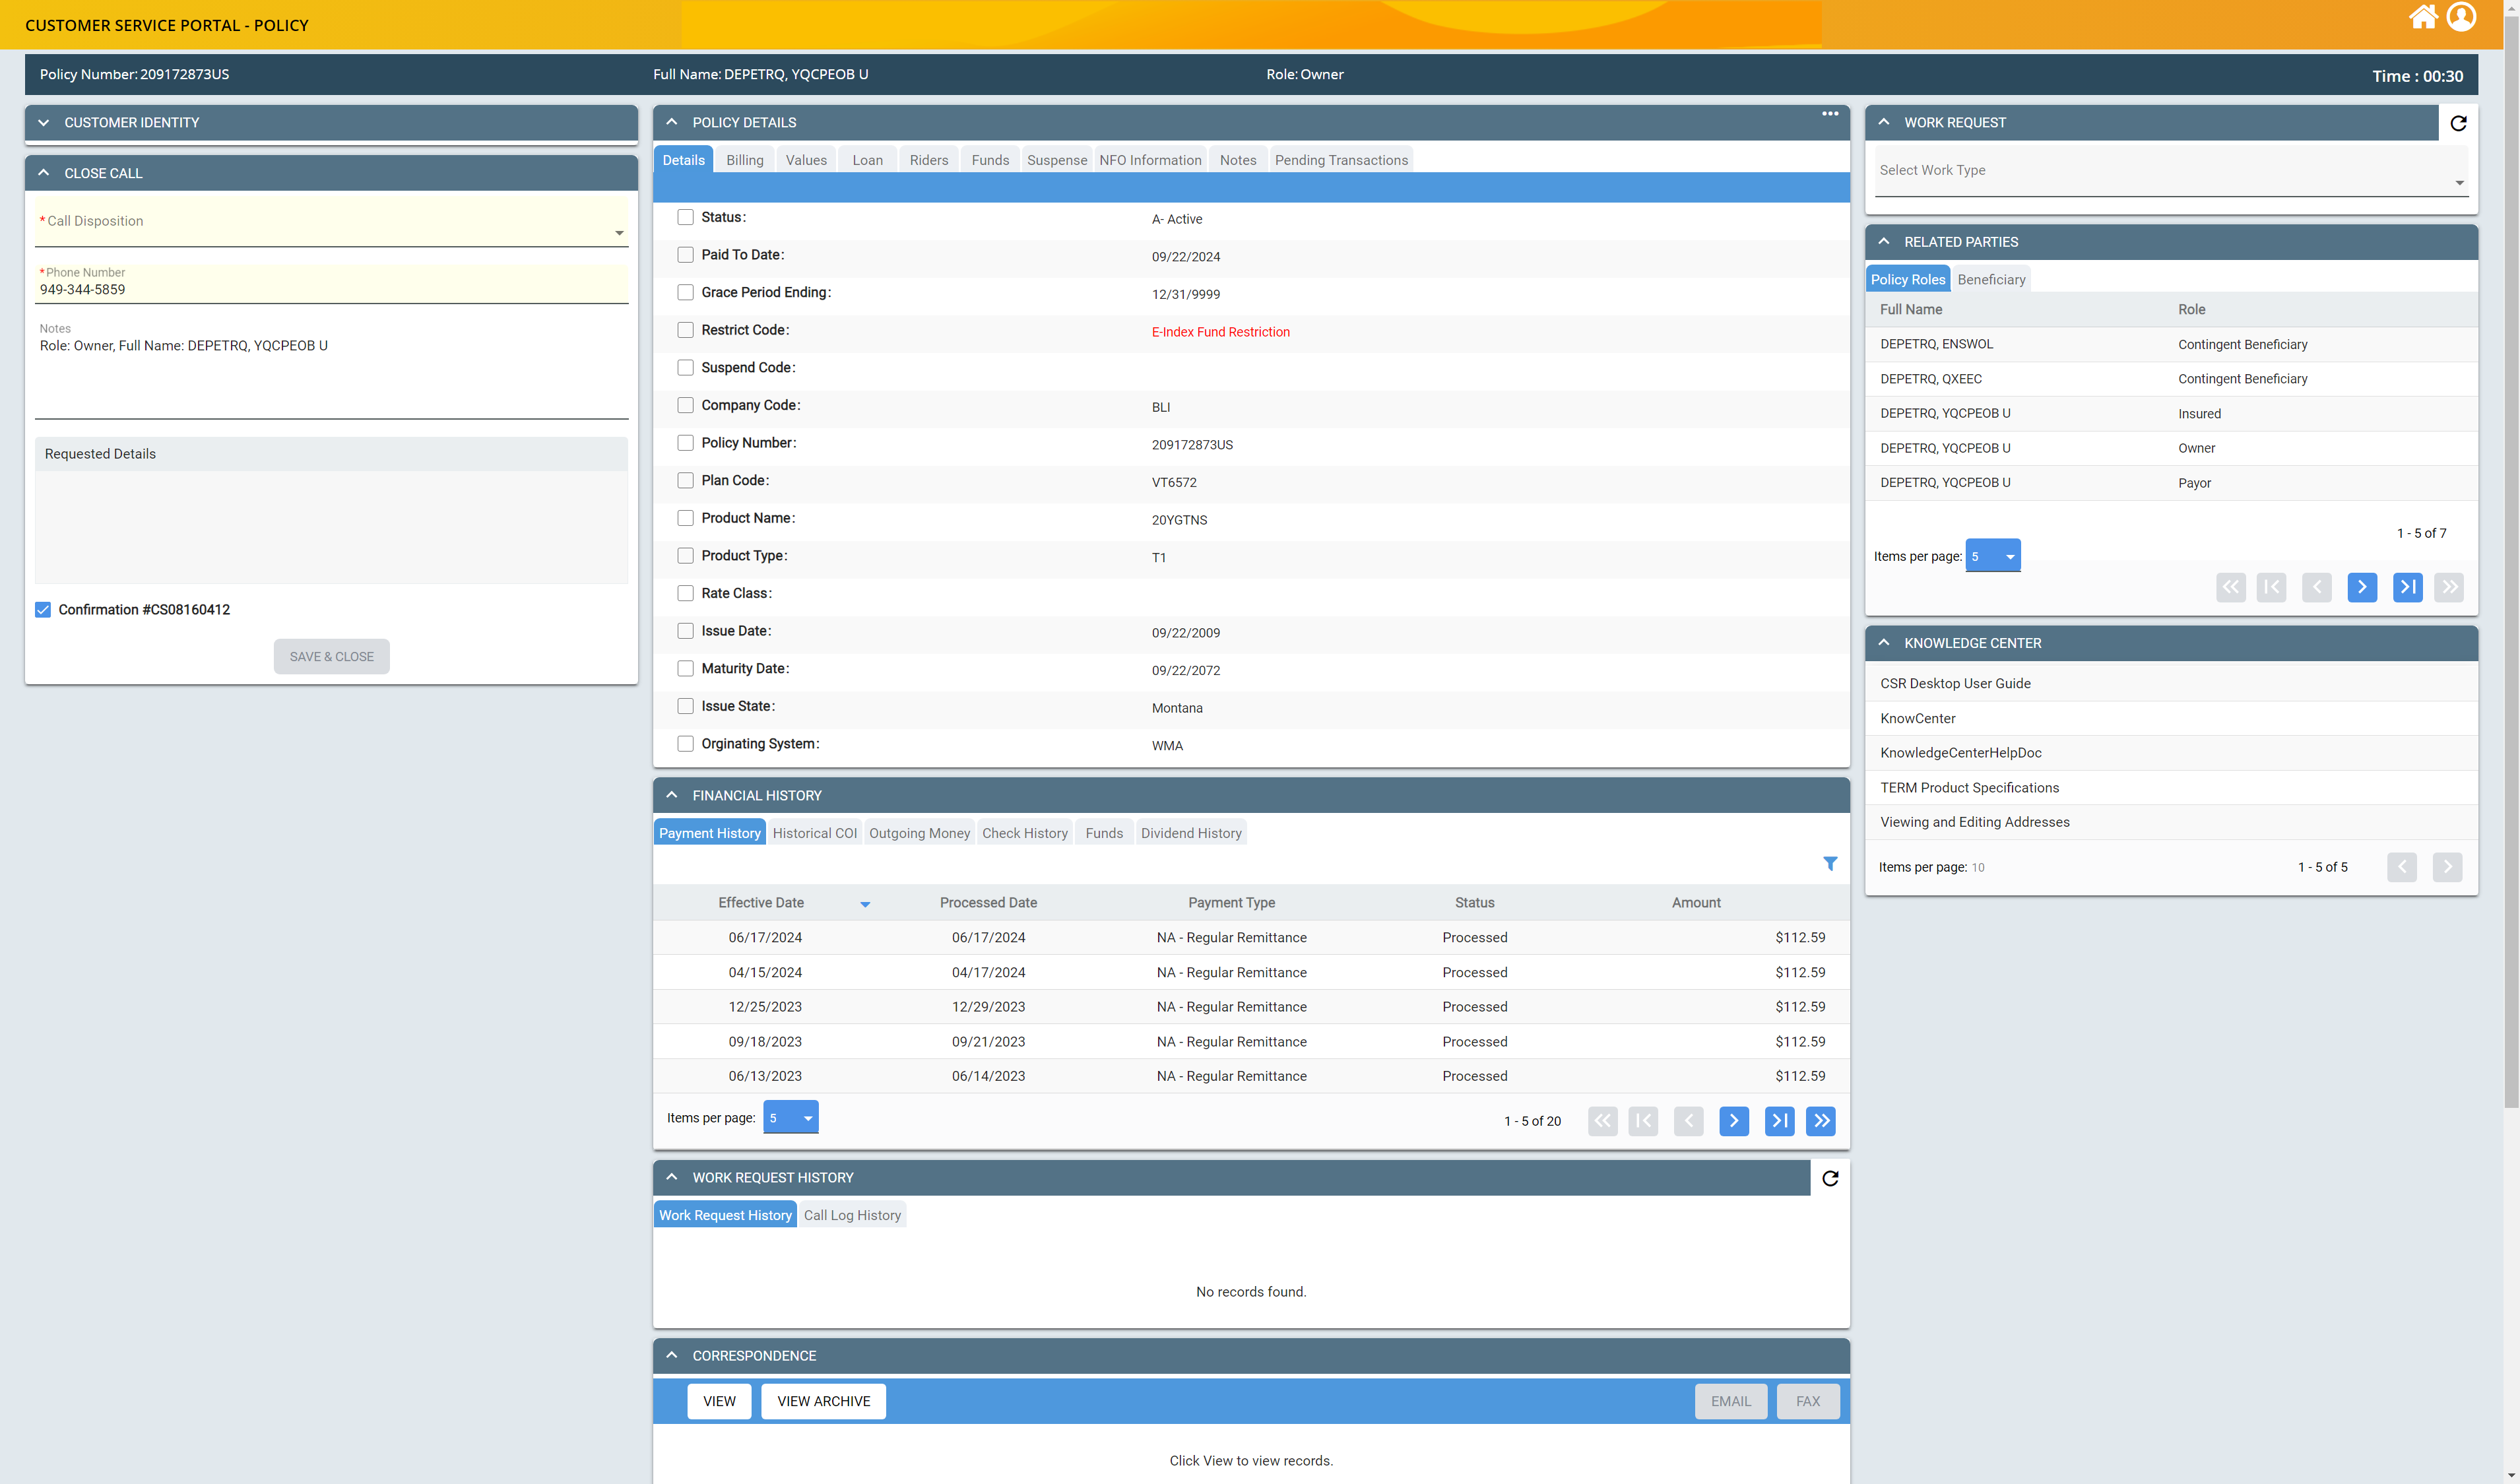 CUSTOMER SERVICE PORTAL - POLICY
Policy Number: 209172873US Full Name: DEPETRQ, YQCPEOB U Role: Owner Time : 00:30
CUSTOMER IDENTITY
CLOSE CALL
*Call Disposition
*Phone Number
949-344-5859
Notes
Role: Owner, Full Name: DEPETRQ, YQCPEOB U
Requested Details
Confirmation #CS08160412
SAVE & CLOSE
POLICY DETAILS
Details Billing Values Loan Riders Funds Suspense NFO Information Notes Pending Transactions
Status: A- Active
Paid To Date: 09/22/2024
Grace Period Ending: 12/31/9999
Restrict Code: E-Index Fund Restriction
Suspend Code:
Company Code: BLI
Policy Number: 209172873US
Plan Code: VT6572
Product Name: 20YGTNS
Product Type: T1
Rate Class:
Issue Date: 09/22/2009
Maturity Date: 09/22/2072
Issue State: Montana
Orginating System: WMA
FINANCIAL HISTORY
Payment History Historical COI Outgoing Money Check History Funds Dividend History
Effective Date Processed Date Payment Type Status Amount
06/17/2024 06/17/2024 NA - Regular Remittance Processed $112.59
04/15/2024 04/17/2024 NA - Regular Remittance Processed $112.59
12/25/2023 12/29/2023 NA - Regular Remittance Processed $112.59
09/18/2023 09/21/2023 NA - Regular Remittance Processed $112.59
06/13/2023 06/14/2023 NA - Regular Remittance Processed $112.59
Items per page: 5 1 - 5 of 20
WORK REQUEST HISTORY
Work Request History Call Log History
No records found.
CORRESPONDENCE
VIEW VIEW ARCHIVE EMAIL FAX
Click View to view records.
WORK REQUEST
Select Work Type
RELATED PARTIES
Policy Roles Beneficiary
Full Name Role
DEPETRQ, ENSWOL Contingent Beneficiary
DEPETRQ, QXEEC Contingent Beneficiary
DEPETRQ, YQCPEOB U Insured
DEPETRQ, YQCPEOB U Owner
DEPETRQ, YQCPEOB U Payor
1 - 5 of 7
Items per page: 5
KNOWLEDGE CENTER
CSR Desktop User Guide
KnowCenter
KnowledgeCenterHelpDoc
TERM Product Specifications
Viewing and Editing Addresses
Items per page: 10 1 - 5 of 5